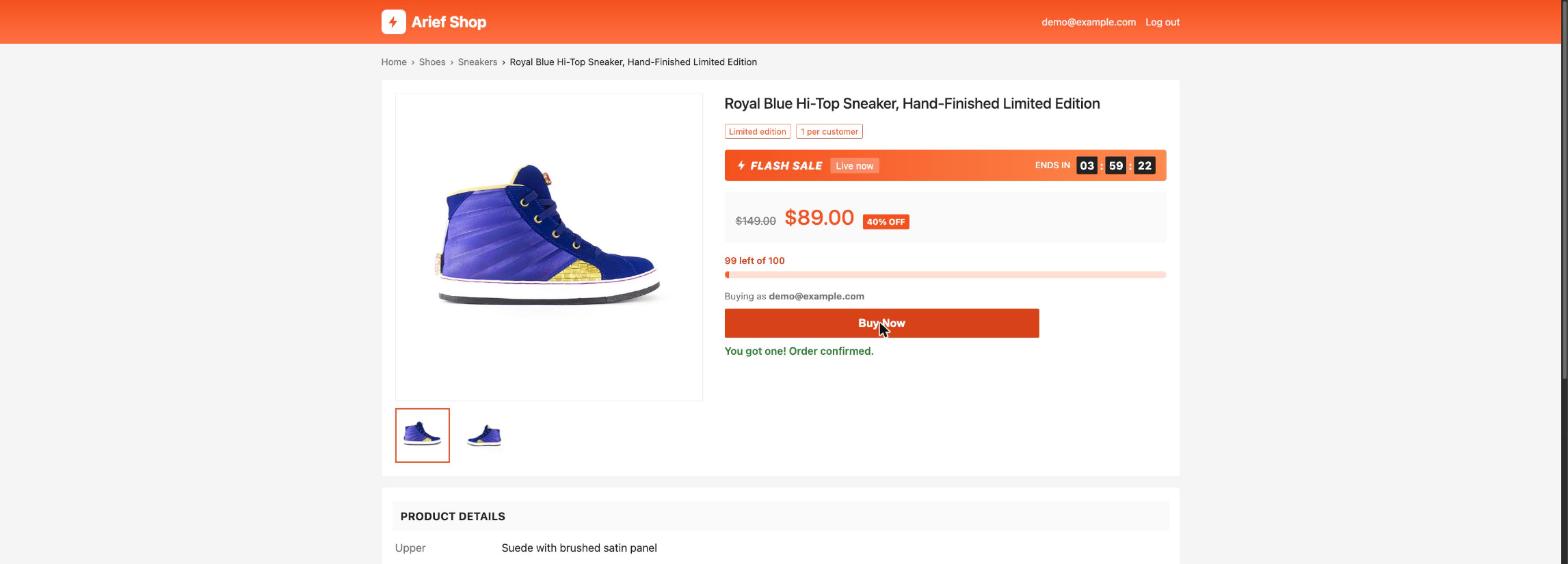 Arief Shop
demo@example.com Log out
Home › Shoes › Sneakers › Royal Blue Hi-Top Sneaker, Hand-Finished Limited Edition
Royal Blue Hi-Top Sneaker, Hand-Finished Limited Edition
Limited edition 1 per customer
FLASH SALE Live now ENDS IN 03 : 59 : 22
$149.00 $89.00 40% OFF
99 left of 100
Buying as demo@example.com
Buy Now
You got one! Order confirmed.
PRODUCT DETAILS
Upper Suede with brushed satin panel